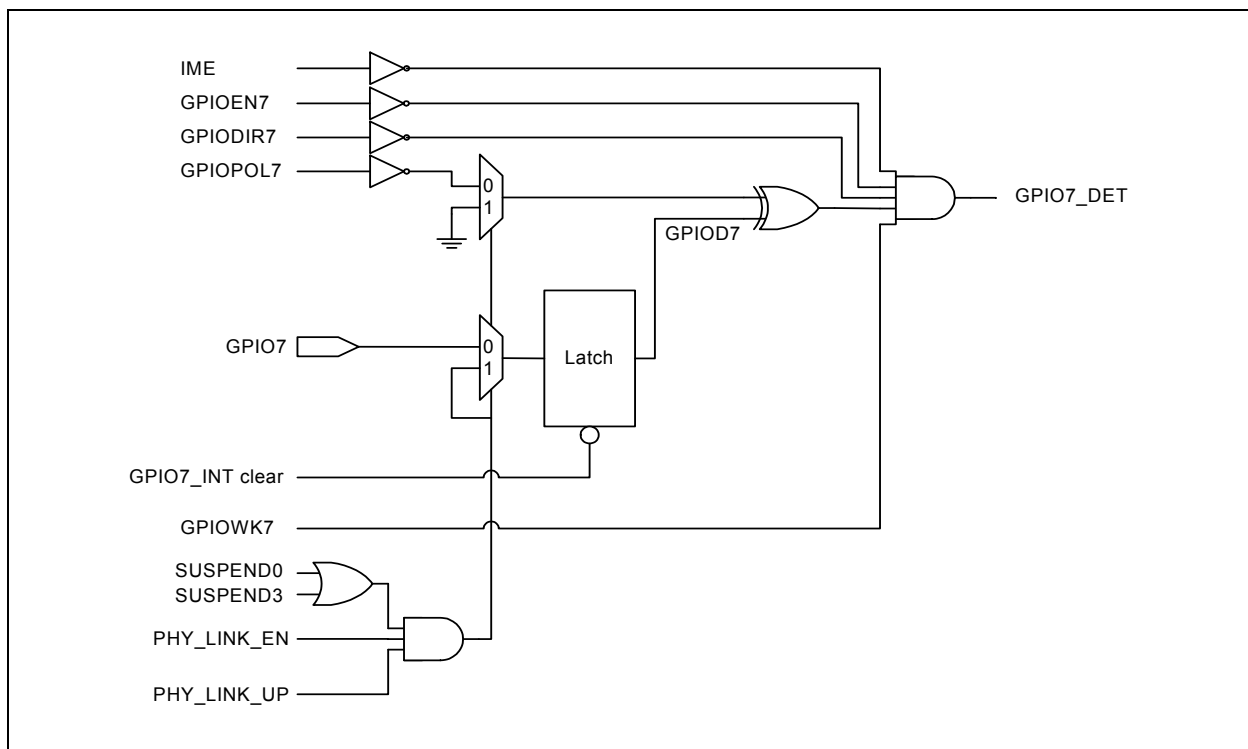 IME
GPIOEN7
GPIODIR7
GPIOPOL7
0
1
GPIO7_DET
GPIOD7
GPIO7
0
1
Latch
GPIO7_INT clear
GPIOWK7
SUSPEND0
SUSPEND3
PHY_LINK_EN
PHY_LINK_UP